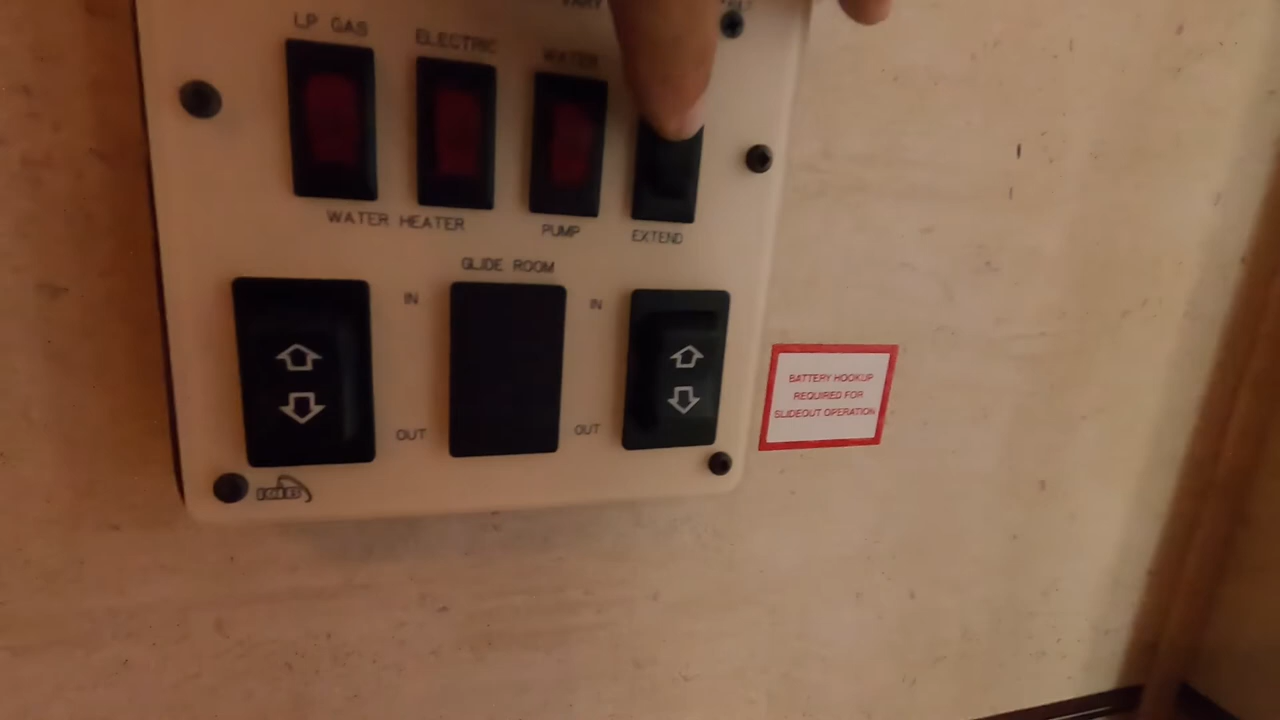 LP GAS
ELECTRIC
WATER
WATER HEATER
PUMP
EXTEND
GLIDE ROOM
IN
IN
OUT
OUT
BATTERY HOOKUP
REQUIRED FOR
SLIDEOUT OPERATION